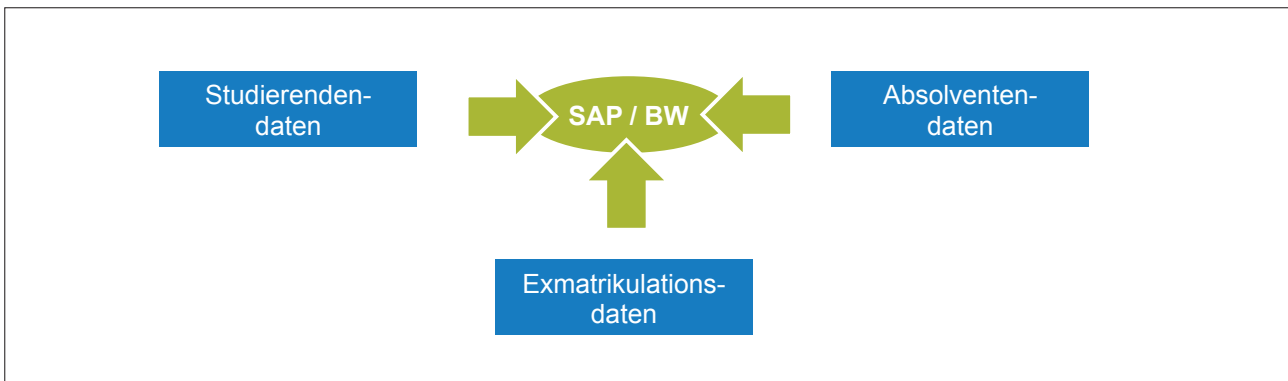 Studierenden-
daten
SAP / BW
Absolventen-
daten
Exmatrikulations-
daten